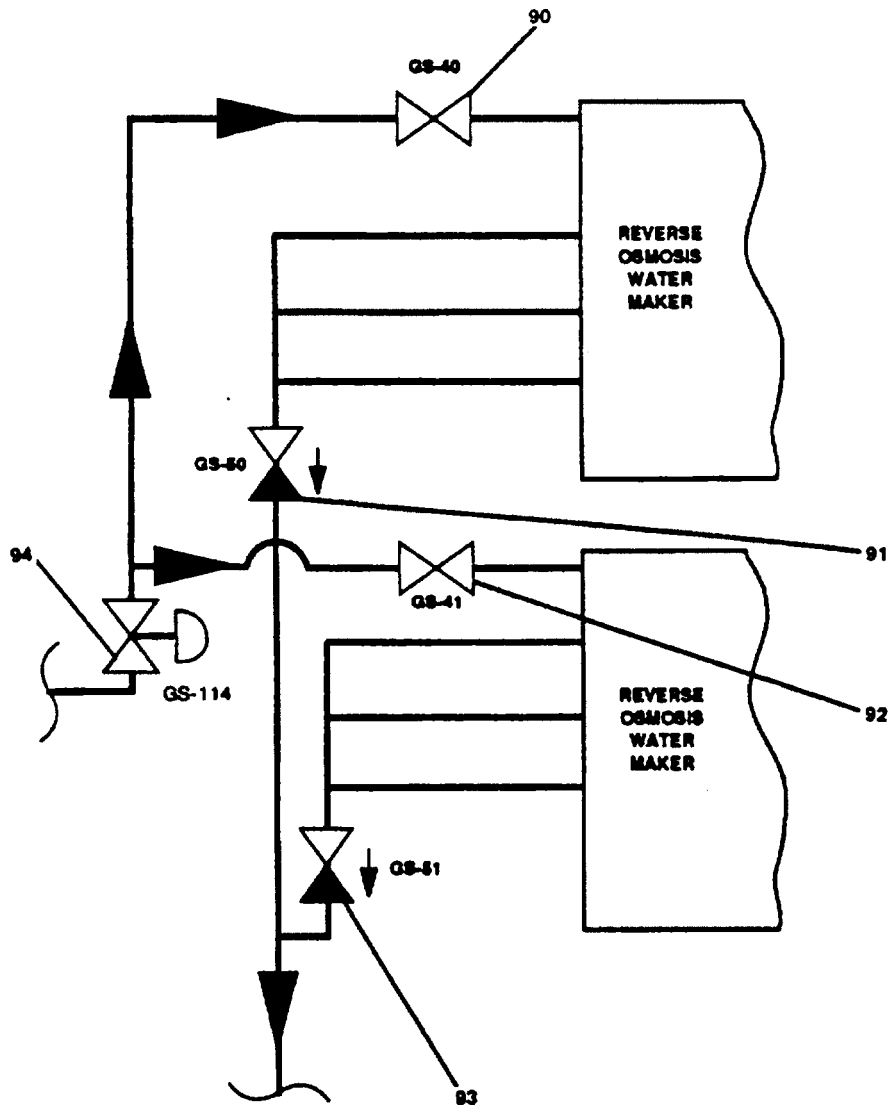 90
GS-40
REVERSE
OSMOSIS
WATER
MAKER
GS-50
91
94
GS-41
GS-114
92
REVERSE
OSMOSIS
WATER
MAKER
GS-51
93